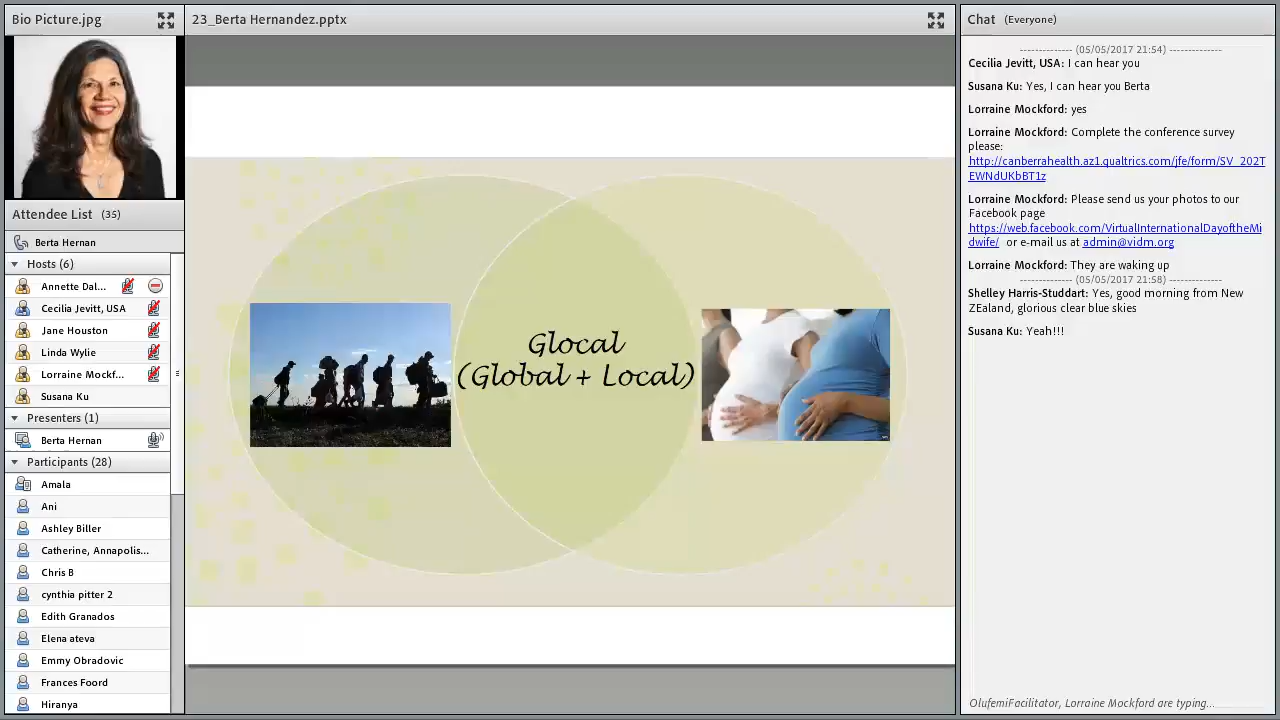 Bio Picture.jpg
Attendee List (35)
Berta Hernan
Hosts (6)
Annette Dal...
Cecilia Jevitt, USA
Jane Houston
Linda Wylie
Lorraine Mockf...
Susana Ku
Presenters (1)
Berta Hernan
Participants (28)
Amala
Ani
Ashley Biller
Catherine, Annapolis...
Chris B
cynthia pitter 2
Edith Granados
Elena ateva
Emmy Obradovic
Frances Foord
Hiranya
23_Berta Hernandez.pptx
Glocal
(Global + Local)
Chat (Everyone)
-------------- (05/05/2017 21:54) --------------
Cecilia Jevitt, USA: I can hear you
Susana Ku: Yes, I can hear you Berta
Lorraine Mockford: yes
Lorraine Mockford: Complete the conference survey
please:
http://canberrahealth.az1.qualtrics.com/jfe/form/SV_202T
EWNdUKbBT1z
Lorraine Mockford: Please send us your photos to our
Facebook page
https://web.facebook.com/VirtualInternationalDayoftheMi
dwife/ or e-mail us at admin@vidm.org
Lorraine Mockford: They are waking up
-------------- (05/05/2017 21:58) --------------
Shelley Harris-Studdart: Yes, good morning from New
ZEaland, glorious clear blue skies
Susana Ku: Yeah!!!
OlufemiFacilitator, Lorraine Mockford are typing...